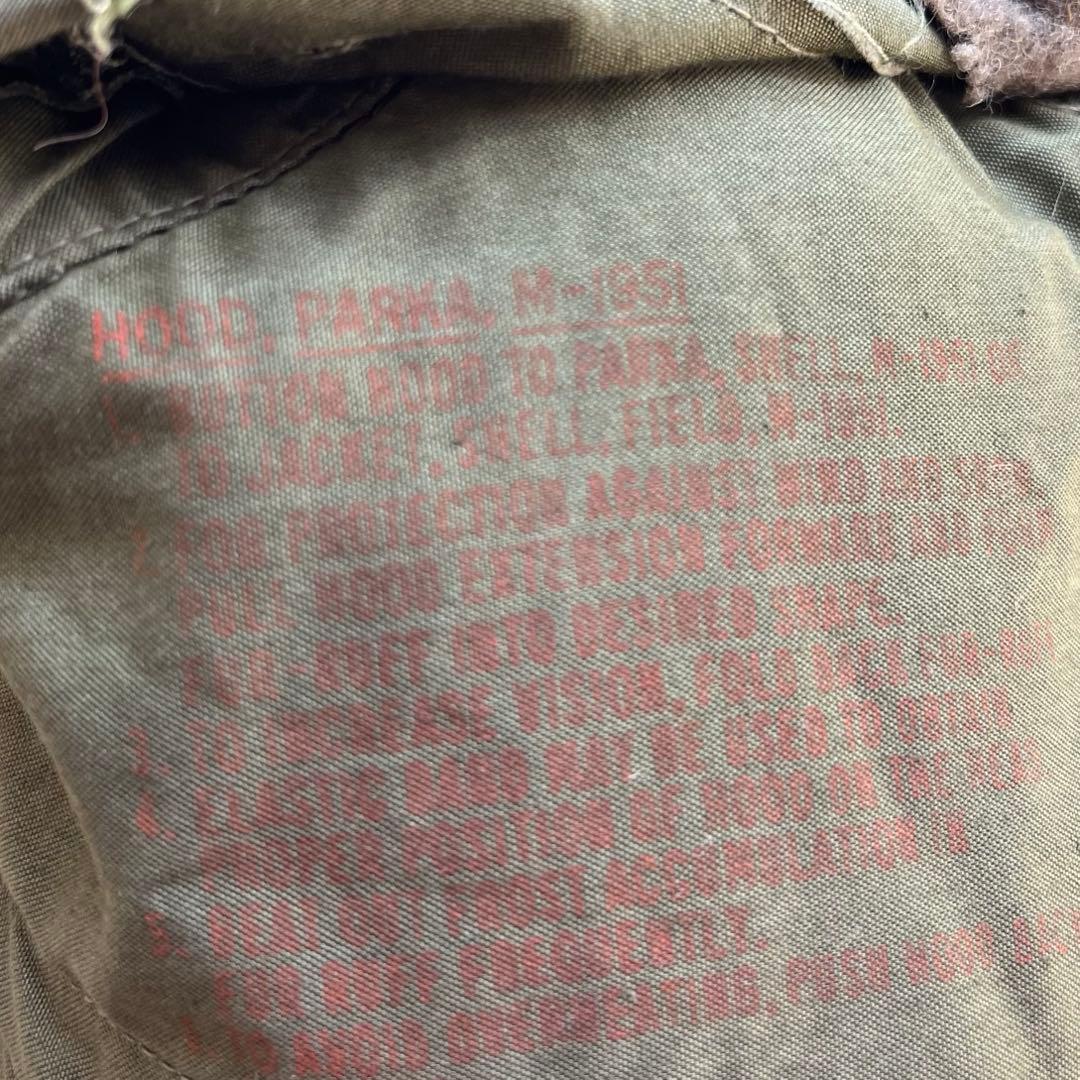 HOOD, PARKA, M-1951
1. BUTTON HOOD TO PARKA, SHELL, M-1951 OR
TO JACKET, SHELL, FIELD, M-1951.
2. FOR PROTECTION AGAINST WIND AND
PULL HOOD EXTENSION FORWARD AND FORM
FUR-RUFF INTO DESIRED SHAPE.
3. TO INCREASE VISION, FOLD BACK FUR-RUFF
4. ELASTIC BAND MAY BE USED TO OBTAIN
PROPER POSITION OF HOOD ON THE HEAD.
5. BEAT OUT FROST ACCUMULATION IN
FUR RUFF FREQUENTLY.
TO AVOID OVERHEATING, PUSH HOOD BACK